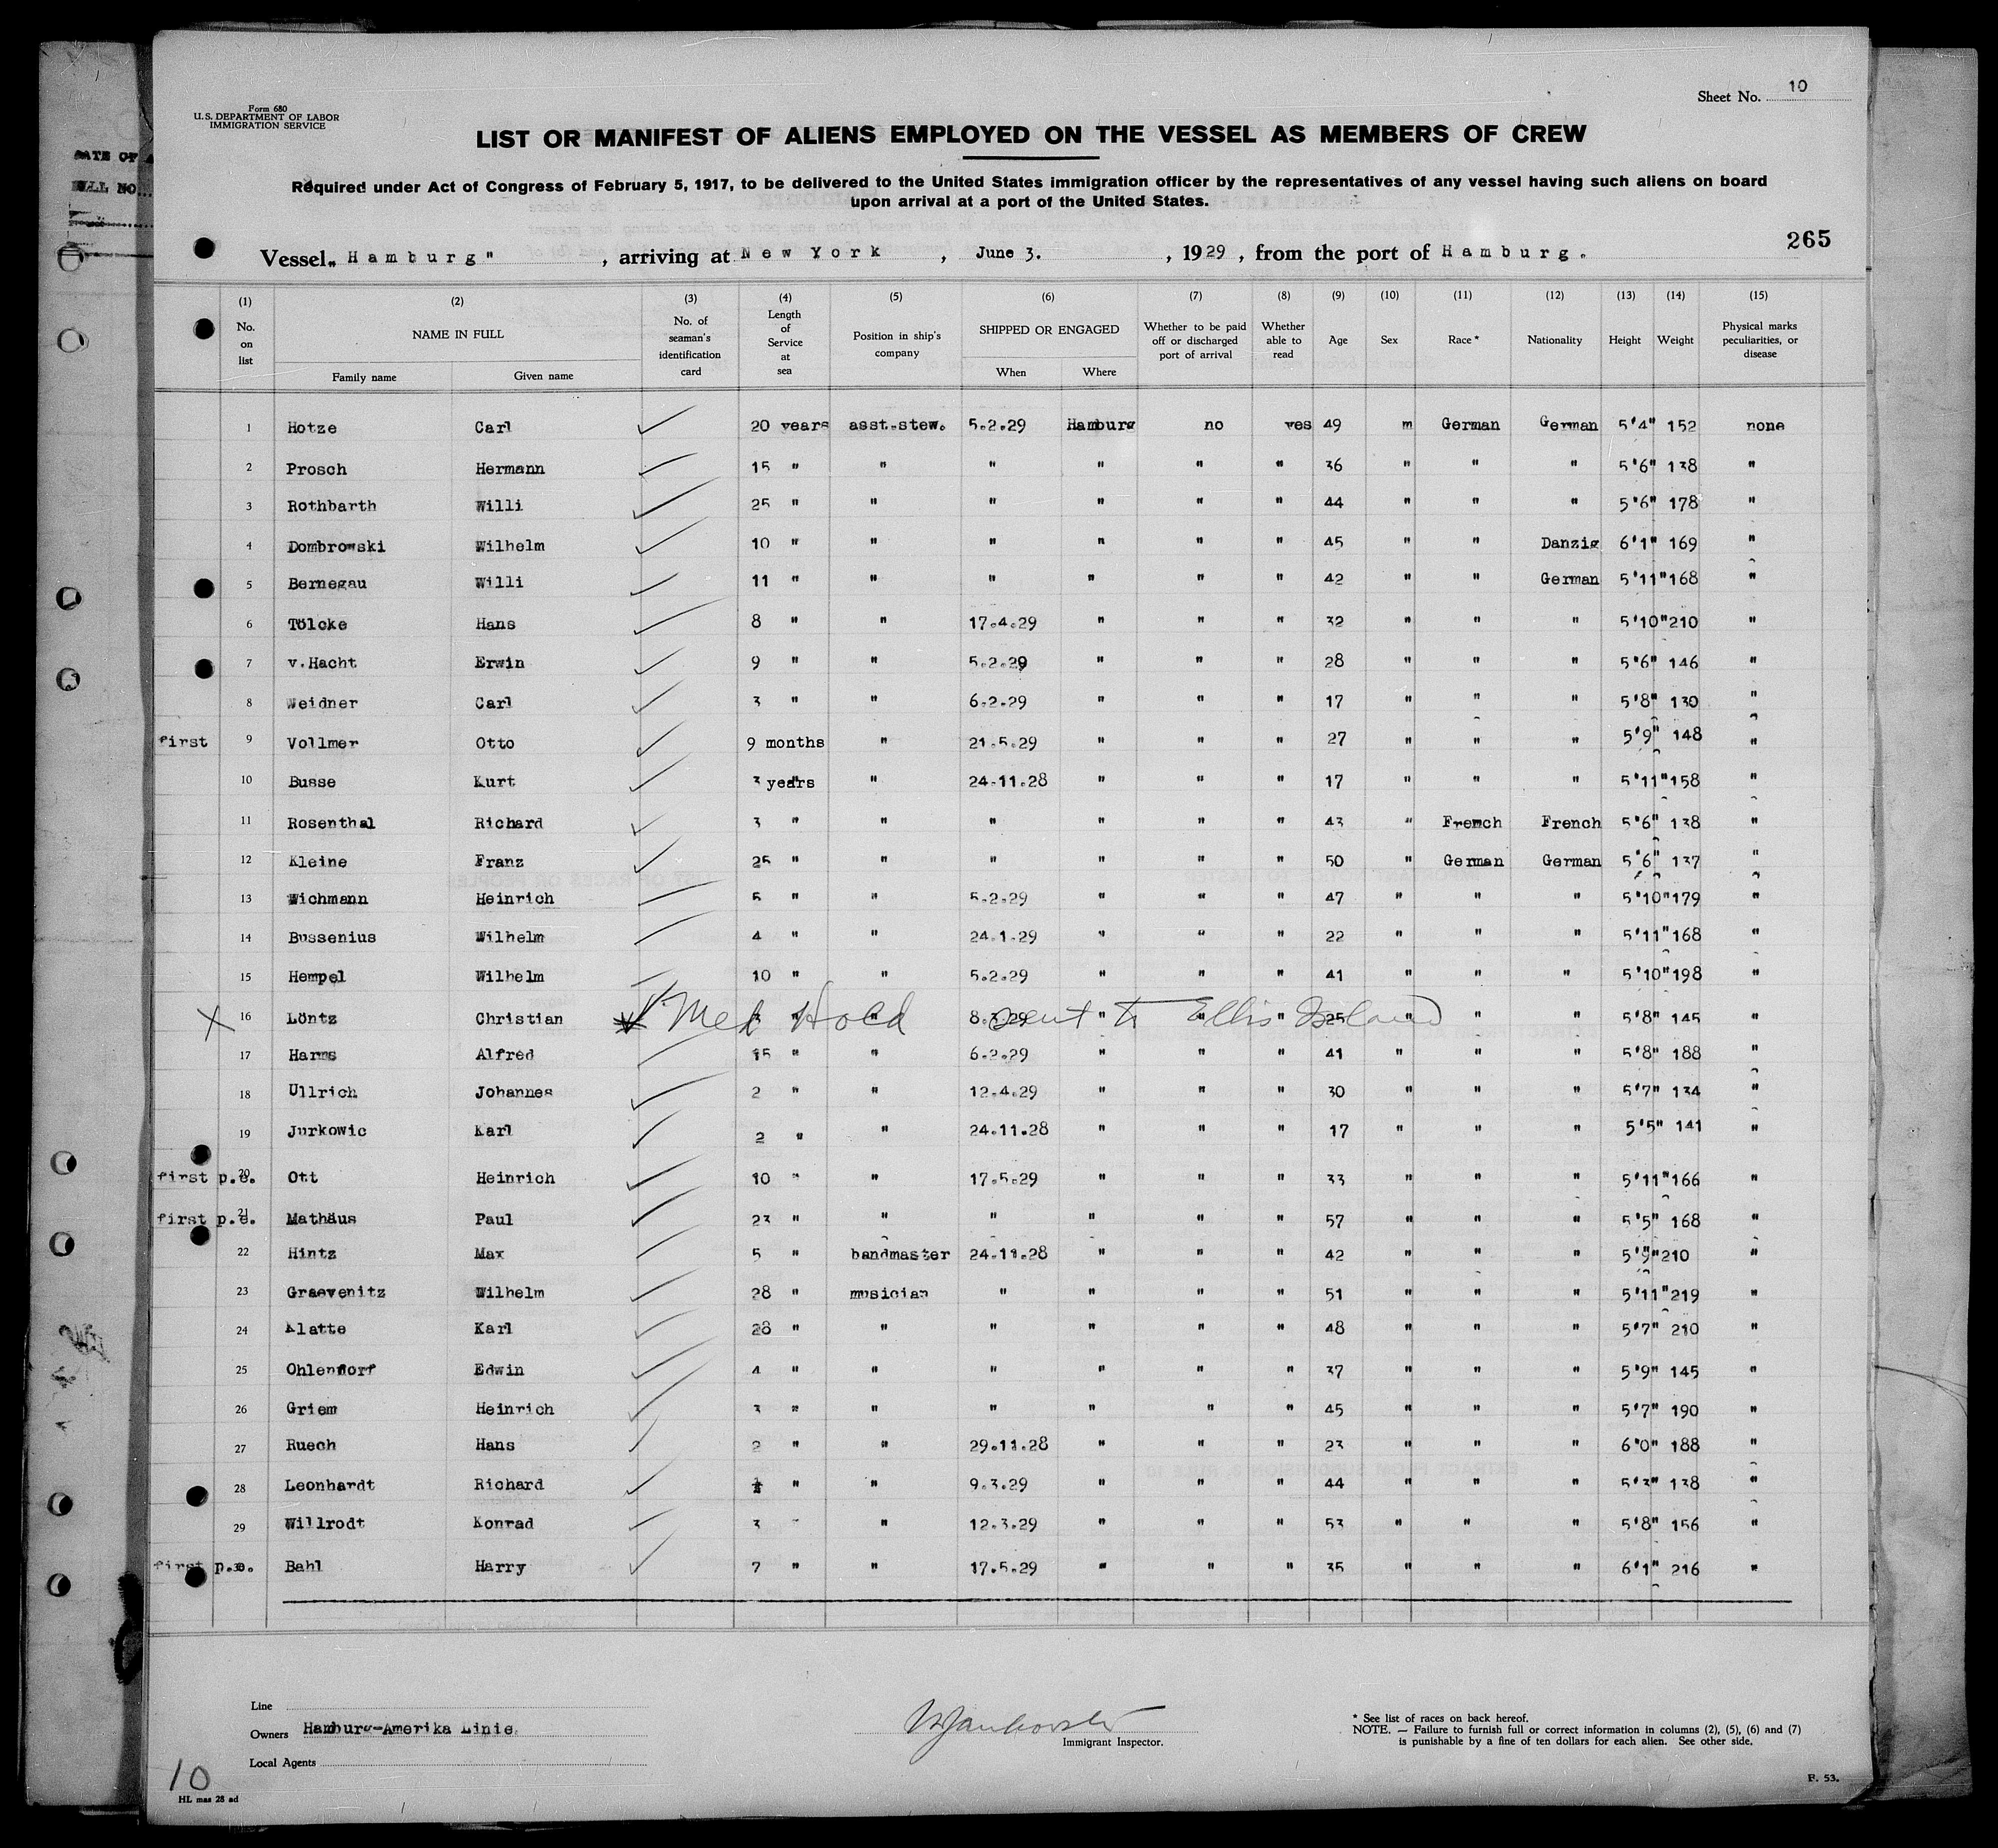 Form 680
U.S. DEPARTMENT OF LABOR
IMMIGRATION SERVICE
Sheet No. 10
LIST OR MANIFEST OF ALIENS EMPLOYED ON THE VESSEL AS MEMBERS OF CREW
Required under Act of Congress of February 5, 1917, to be delivered to the United States immigration officer by the representatives of any vessel having such aliens on board
upon arrival at a port of the United States.
265
Vessel „Hamburg" , arriving at New York , June 3. , 1929 , from the port of Hamburg.
(1) (2) (3) (4) (5) (6) (7) (8) (9) (10) (11) (12) (13) (14) (15)
No. on list NAME IN FULL Family name Given name No. of seaman's identification card Length of Service at sea Position in ship's company SHIPPED OR ENGAGED When Where Whether to be paid off or discharged port of arrival Whether able to read Age Sex Race * Nationality Height Weight Physical marks peculiarities, or disease
1 Hotze Carl 20 years asst.stew. 5.2.29 Hamburg no yes 49 m German German 5'4" 152 none
2 Prosch Hermann 15 " " " " " " 36 " " " 5'6" 138 "
3 Rothbarth Willi 25 " " " " " " 44 " " " 5'6" 178 "
4 Dombrowski Wilhelm 10 " " " " " " 45 " " Danzig 6'1" 169 "
5 Bernegau Willi 11 " " " " " " 42 " " German 5'11" 168 "
6 Tölcke Hans 8 " " 17.4.29 " " " 32 " " " 5'10" 210 "
7 v.Hacht Erwin 9 " " 5.2.29 " " " 28 " " " 5'6" 146 "
8 Weidner Carl 3 " " 6.2.29 " " " 17 " " " 5'8" 130 "
first 9 Vollmer Otto 9 months " 21.5.29 " " " 27 " " " 5'9" 148 "
10 Busse Kurt 3 years " 24.11.28 " " " 17 " " " 5'11" 158 "
11 Rosenthal Richard 3 " " " " " " 43 " French French 5'6" 138 "
12 Kleine Franz 25 " " " " " " 50 " German German 5'6" 137 "
13 Wichmann Heinrich 5 " " 5.2.29 " " " 47 " " " 5'10" 179 "
14 Bussenius Wilhelm 4 " " 24.1.29 " " " 22 " " " 5'11" 168 "
15 Hempel Wilhelm 10 " " 5.2.29 " " " 41 " " " 5'10" 198 "
X 16 Löntz Christian Med Hold sent to Ellis Island " " 8.3.29 " " " 25 " " " 5'8" 145 "
17 Harms Alfred 15 " " 6.2.29 " " " 41 " " " 5'8" 188 "
18 Ullrich Johannes 2 " " 12.4.29 " " " 30 " " " 5'7" 134 "
19 Jurkowic Karl 2 " " 24.11.28 " " " 17 " " " 5'5" 141 "
first p.e. 20 Ott Heinrich 10 " " 17.5.29 " " " 33 " " " 5'11" 166 "
first p.e. 21 Mathäus Paul 23 " " " " " " 57 " " " 5'5" 168 "
22 Hintz Max 5 " bandmaster 24.11.28 " " " 42 " " " 5'9" 210 "
23 Graevenitz Wilhelm 28 " musician " " " " 51 " " " 5'11" 219 "
24 Klatte Karl 28 " " " " " " 48 " " " 5'7" 210 "
25 Ohlendorf Edwin 4 " " " " " " 37 " " " 5'9" 145 "
26 Griem Heinrich 3 " " " " " " 45 " " " 5'7" 190 "
27 Ruech Hans 2 " " 29.11.28 " " " 23 " " " 6'0" 188 "
28 Leonhardt Richard " " 9.3.29 " " " 44 " " " 5'3" 138 "
29 Willrodt Konrad 3 " " 12.3.29 " " " 53 " " " 5'8" 156 "
first p.e. 30 Bahl Harry 7 " " 17.5.29 " " " 35 " " " 6'1" 216 "
Line
Owners Hamburg-Amerika Linie.
Local Agents
Immigrant Inspector.
* See list of races on back hereof.
NOTE. — Failure to furnish full or correct information in columns (2), (5), (6) and (7)
is punishable by a fine of ten dollars for each alien. See other side.
10
HL mas 28 ad
F. 53.